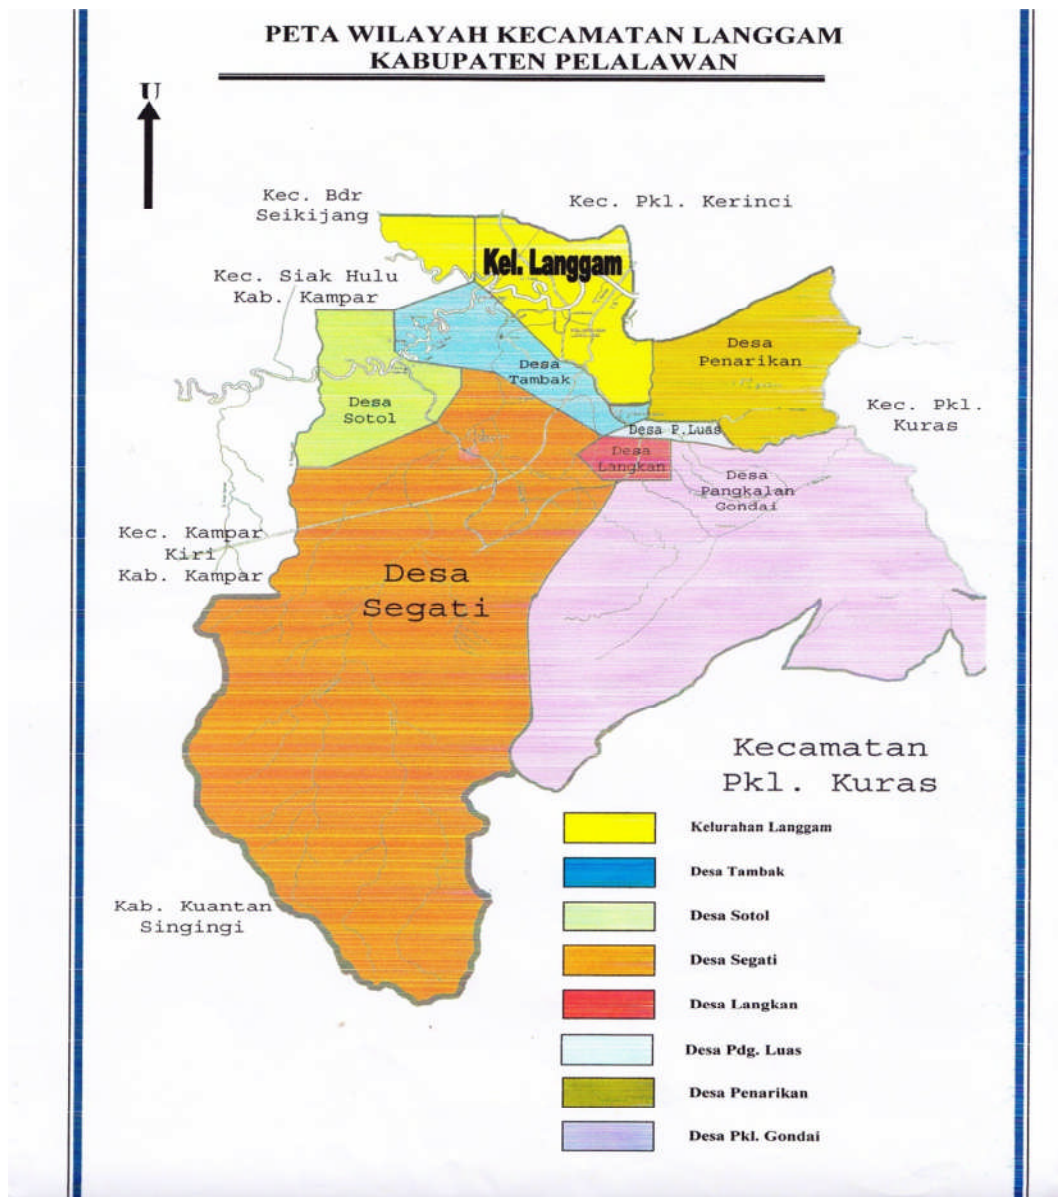 PETA WILAYAH KECAMATAN LANGGAM
KABUPATEN PELALAWAN
U
Kec. Bdr
Seikijang
Kec. Pkl. Kerinci
Kel. Langgam
Kec. Siak Hulu
Kab. Kampar
Desa
Penarikan
Desa
Tambak
Desa
Sotol
Kec. Pkl.
Kuras
Desa P.Luas
Desa
Langkan
Desa
Pangkalan
Gondai
Kec. Kampar
Kiri
Kab. Kampar
Desa
Segati
Kecamatan
Pkl. Kuras
Kab. Kuantan
Singingi
Kelurahan Langgam
Desa Tambak
Desa Sotol
Desa Segati
Desa Langkan
Desa Pdg. Luas
Desa Penarikan
Desa Pkl. Gondai